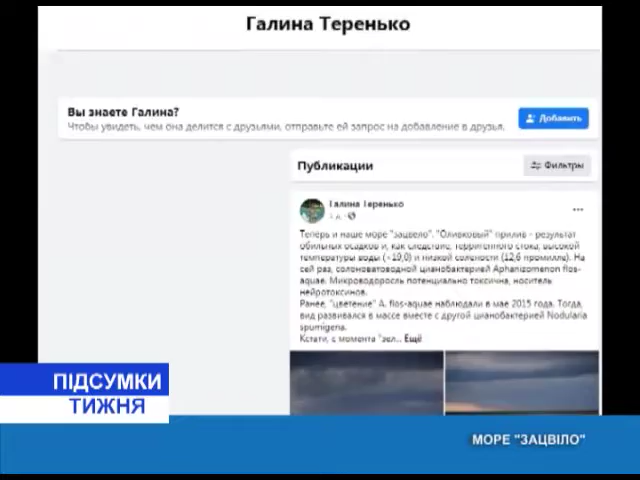 Галина Теренько
Вы знаете Галина?
Чтобы увидеть, чем она делится с друзьями, отправьте ей запрос на добавление в друзья.
Добавить
Публикации
Фильтры
Галина Теренько
Теперь и наше море "зацвело". "Оливковый" прилив - результат
обильных осадков и, как следствие, терригенного стока, высокой
температуры воды (+19,0) и низкой солености (12,6 промилле). На
сей раз, солоноватоводной цианобактерией Aphanizomenon flos-
aquae. Микроводоросль потенциально токсична, носитель
нейротоксинов.
Ранее, "цветение" A. flos-aquae наблюдали в мае 2015 года. Тогда,
вид развивался в массе вместе с другой цианобактерией Nodularia
spumigena.
Кстати, с момента "зел... Ещё
ПІДСУМКИ
ТИЖНЯ
МОРЕ "ЗАЦВІЛО"